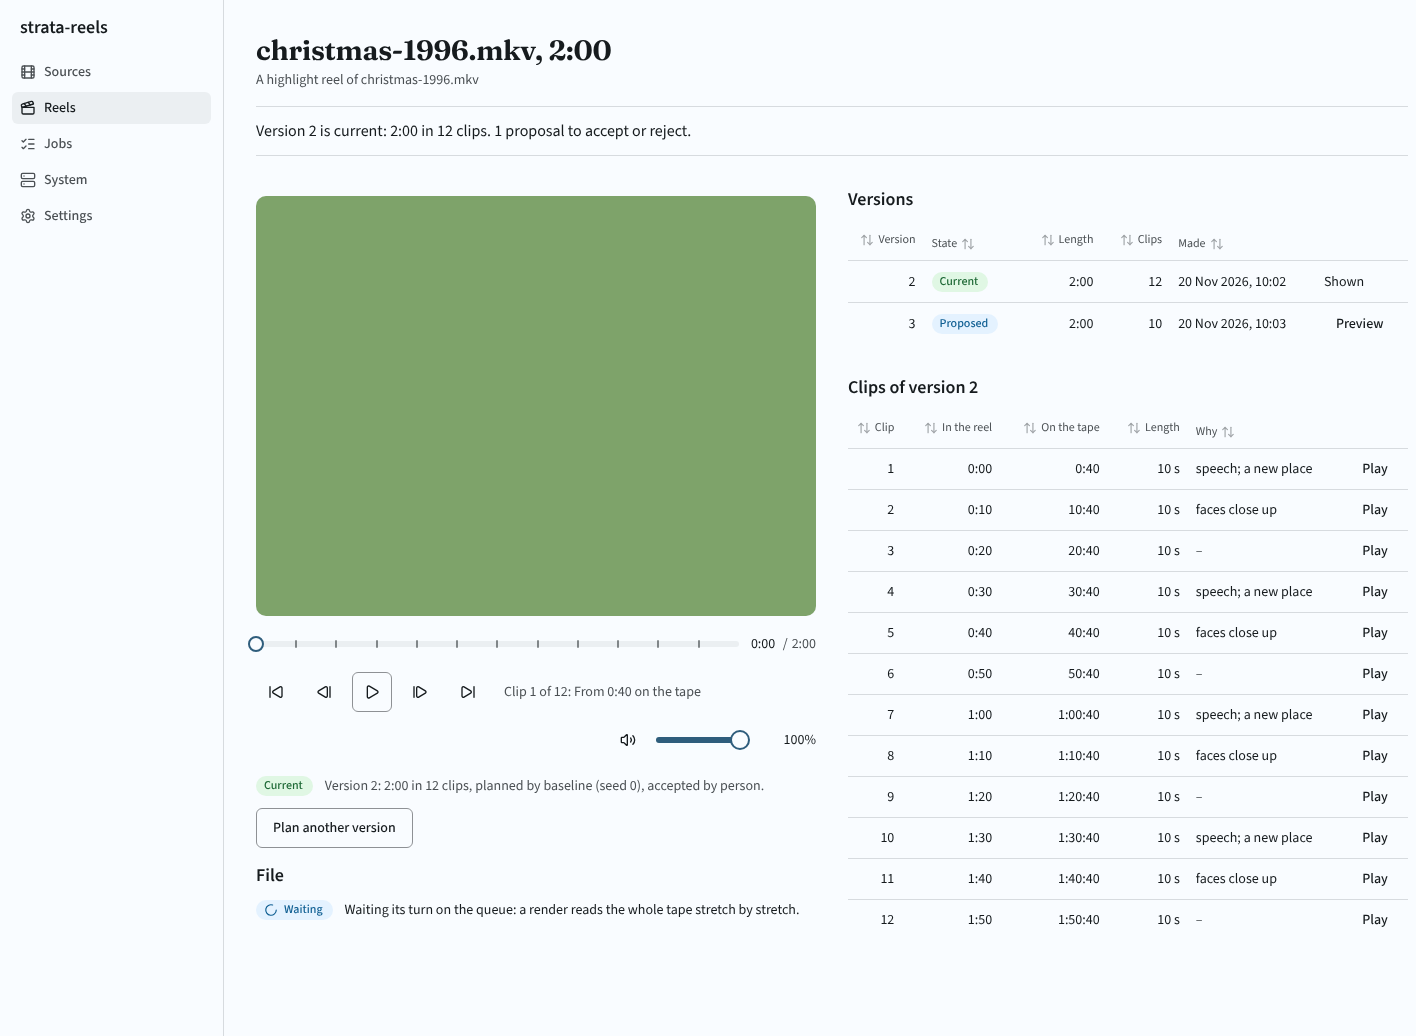 strata-reels
Sources
Reels
Jobs
System
Settings
christmas-1996.mkv, 2:00
A highlight reel of christmas-1996.mkv
Version 2 is current: 2:00 in 12 clips. 1 proposal to accept or reject.
0:00 / 2:00
Clip 1 of 12: From 0:40 on the tape
100%
Current Version 2: 2:00 in 12 clips, planned by baseline (seed 0), accepted by person.
Plan another version
File
Waiting Waiting its turn on the queue: a render reads the whole tape stretch by stretch.
Versions
Version State Length Clips Made
2 Current 2:00 12 20 Nov 2026, 10:02 Shown
3 Proposed 2:00 10 20 Nov 2026, 10:03 Preview
Clips of version 2
Clip In the reel On the tape Length Why
1 0:00 0:40 10 s speech; a new place Play
2 0:10 10:40 10 s faces close up Play
3 0:20 20:40 10 s – Play
4 0:30 30:40 10 s speech; a new place Play
5 0:40 40:40 10 s faces close up Play
6 0:50 50:40 10 s – Play
7 1:00 1:00:40 10 s speech; a new place Play
8 1:10 1:10:40 10 s faces close up Play
9 1:20 1:20:40 10 s – Play
10 1:30 1:30:40 10 s speech; a new place Play
11 1:40 1:40:40 10 s faces close up Play
12 1:50 1:50:40 10 s – Play